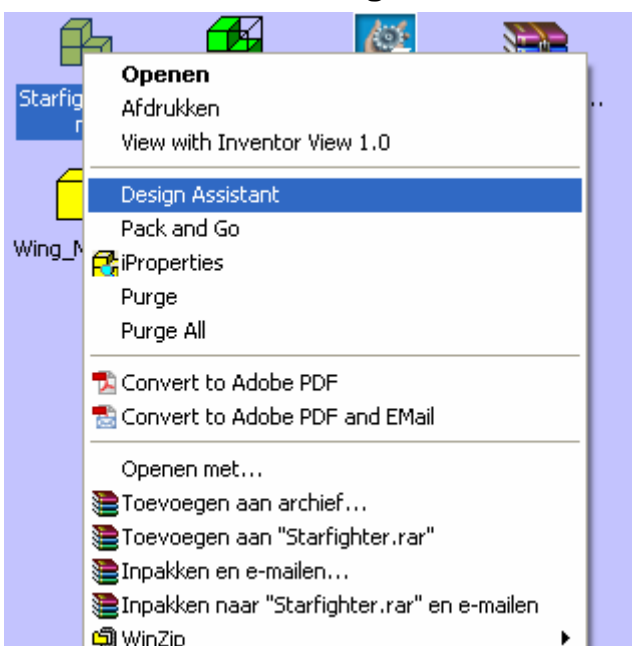 Starfig
Openen
Afdrukken
View with Inventor View 1.0
Design Assistant
Pack and Go
Wing_M
iProperties
Purge
Purge All
Convert to Adobe PDF
Convert to Adobe PDF and EMail
Openen met...
Toevoegen aan archief...
Toevoegen aan "Starfighter.rar"
Inpakken en e-mailen...
Inpakken naar "Starfighter.rar" en e-mailen
WinZip